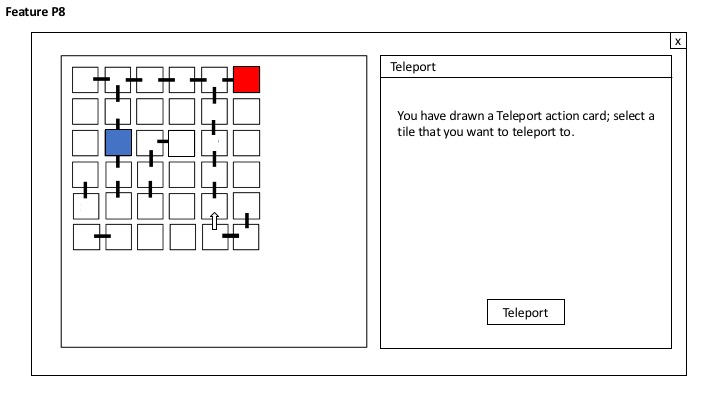 Feature P8
x
Teleport
You have drawn a Teleport action card; select a
tile that you want to teleport to.
Teleport